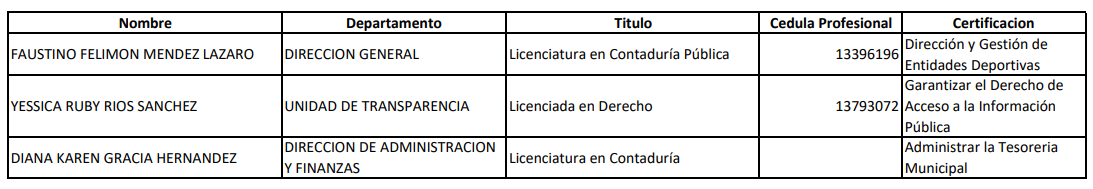 Nombre Departamento Titulo Cedula Profesional Certificacion
FAUSTINO FELIMON MENDEZ LAZARO DIRECCION GENERAL Licenciatura en Contaduría Pública 13396196 Dirección y Gestión de
Entidades Deportivas
YESSICA RUBY RIOS SANCHEZ UNIDAD DE TRANSPARENCIA Licenciada en Derecho 13793072 Garantizar el Derecho de
Acceso a la Información
Pública
DIANA KAREN GRACIA HERNANDEZ DIRECCION DE ADMINISTRACION
Y FINANZAS Licenciatura en Contaduría Administrar la Tesoreria
Municipal